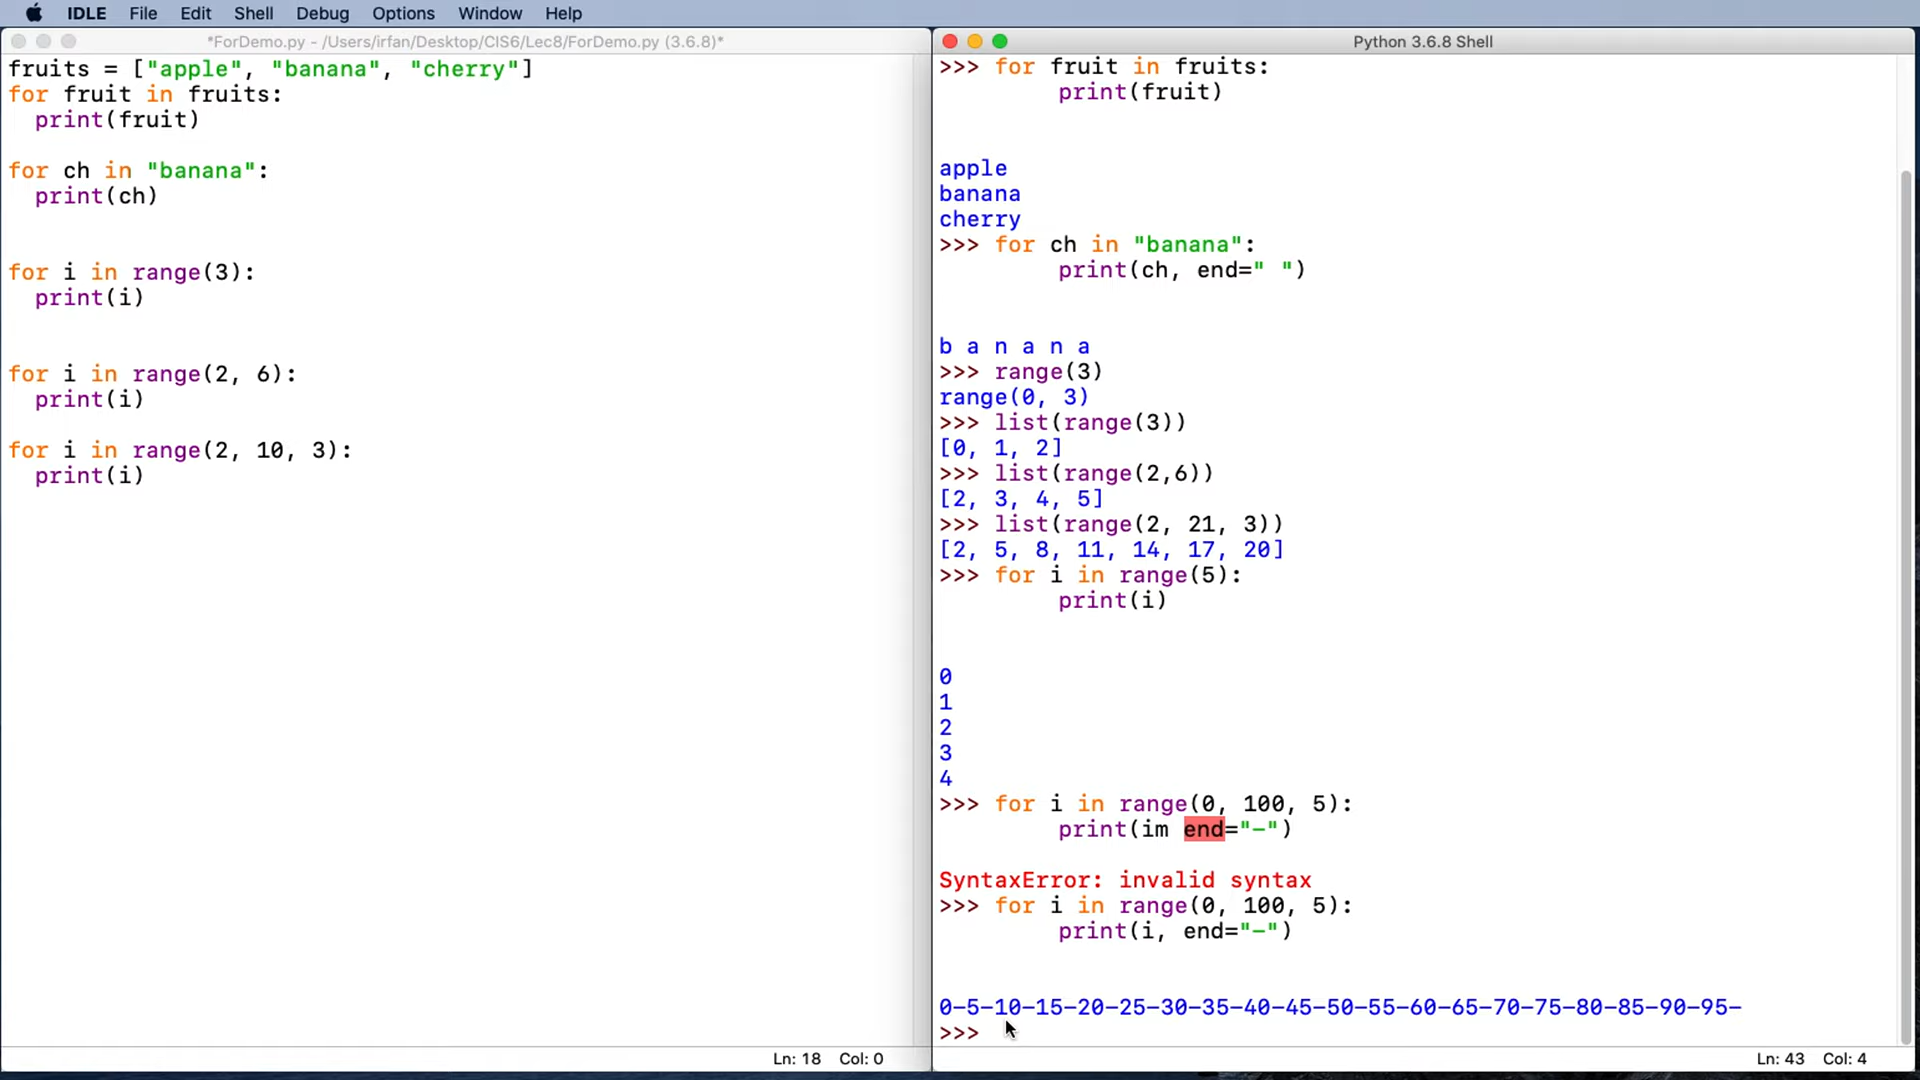 IDLE File Edit Shell Debug Options Window Help
*ForDemo.py - /Users/irfan/Desktop/CIS6/Lec8/ForDemo.py (3.6.8)*
fruits = ["apple", "banana", "cherry"]
for fruit in fruits:
  print(fruit)
for ch in "banana":
  print(ch)
for i in range(3):
  print(i)
for i in range(2, 6):
  print(i)
for i in range(2, 10, 3):
  print(i)
Ln: 18 Col: 0
Python 3.6.8 Shell
>>> for fruit in fruits:
        print(fruit)
apple
banana
cherry
>>> for ch in "banana":
        print(ch, end=" ")
b a n a n a
>>> range(3)
range(0, 3)
>>> list(range(3))
[0, 1, 2]
>>> list(range(2,6))
[2, 3, 4, 5]
>>> list(range(2, 21, 3))
[2, 5, 8, 11, 14, 17, 20]
>>> for i in range(5):
        print(i)
0
1
2
3
4
>>> for i in range(0, 100, 5):
        print(im end="-")
SyntaxError: invalid syntax
>>> for i in range(0, 100, 5):
        print(i, end="-")
0-5-10-15-20-25-30-35-40-45-50-55-60-65-70-75-80-85-90-95-
>>>
Ln: 43 Col: 4